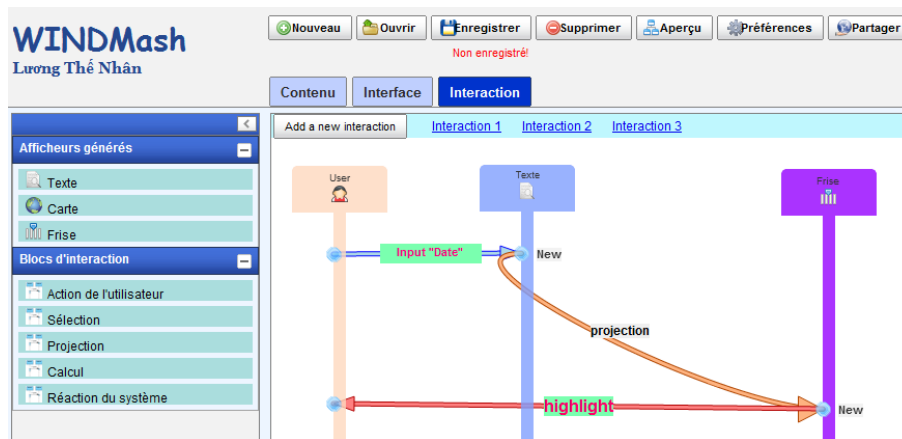 WINDMash
Lương Thế Nhân
Nouveau Ouvrir Enregistrer Supprimer Aperçu Préférences Partager
Non enregistré!
Contenu Interface Interaction
Add a new interaction Interaction 1 Interaction 2 Interaction 3
Afficheurs générés
Texte
Carte
Frise
Blocs d'interaction
Action de l'utilisateur
Sélection
Projection
Calcul
Réaction du système
User Texte Frise
Input "Date" New
projection
highlight New